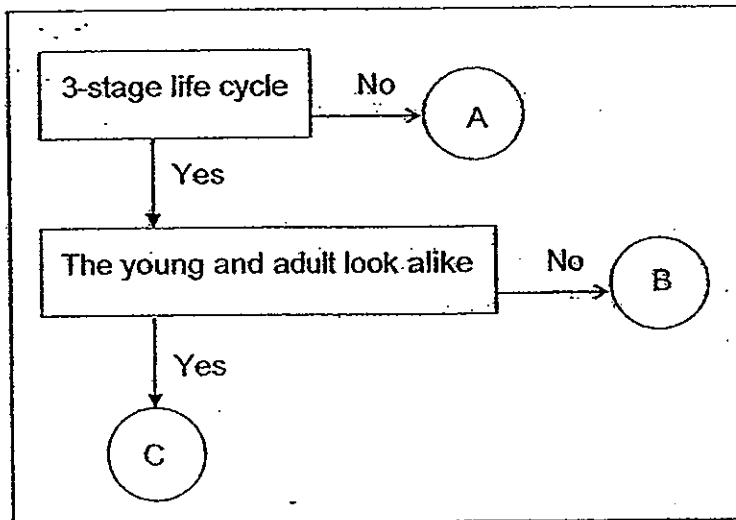 3-stage life cycle
No
A
Yes
The young and adult look alike
No
B
Yes
C